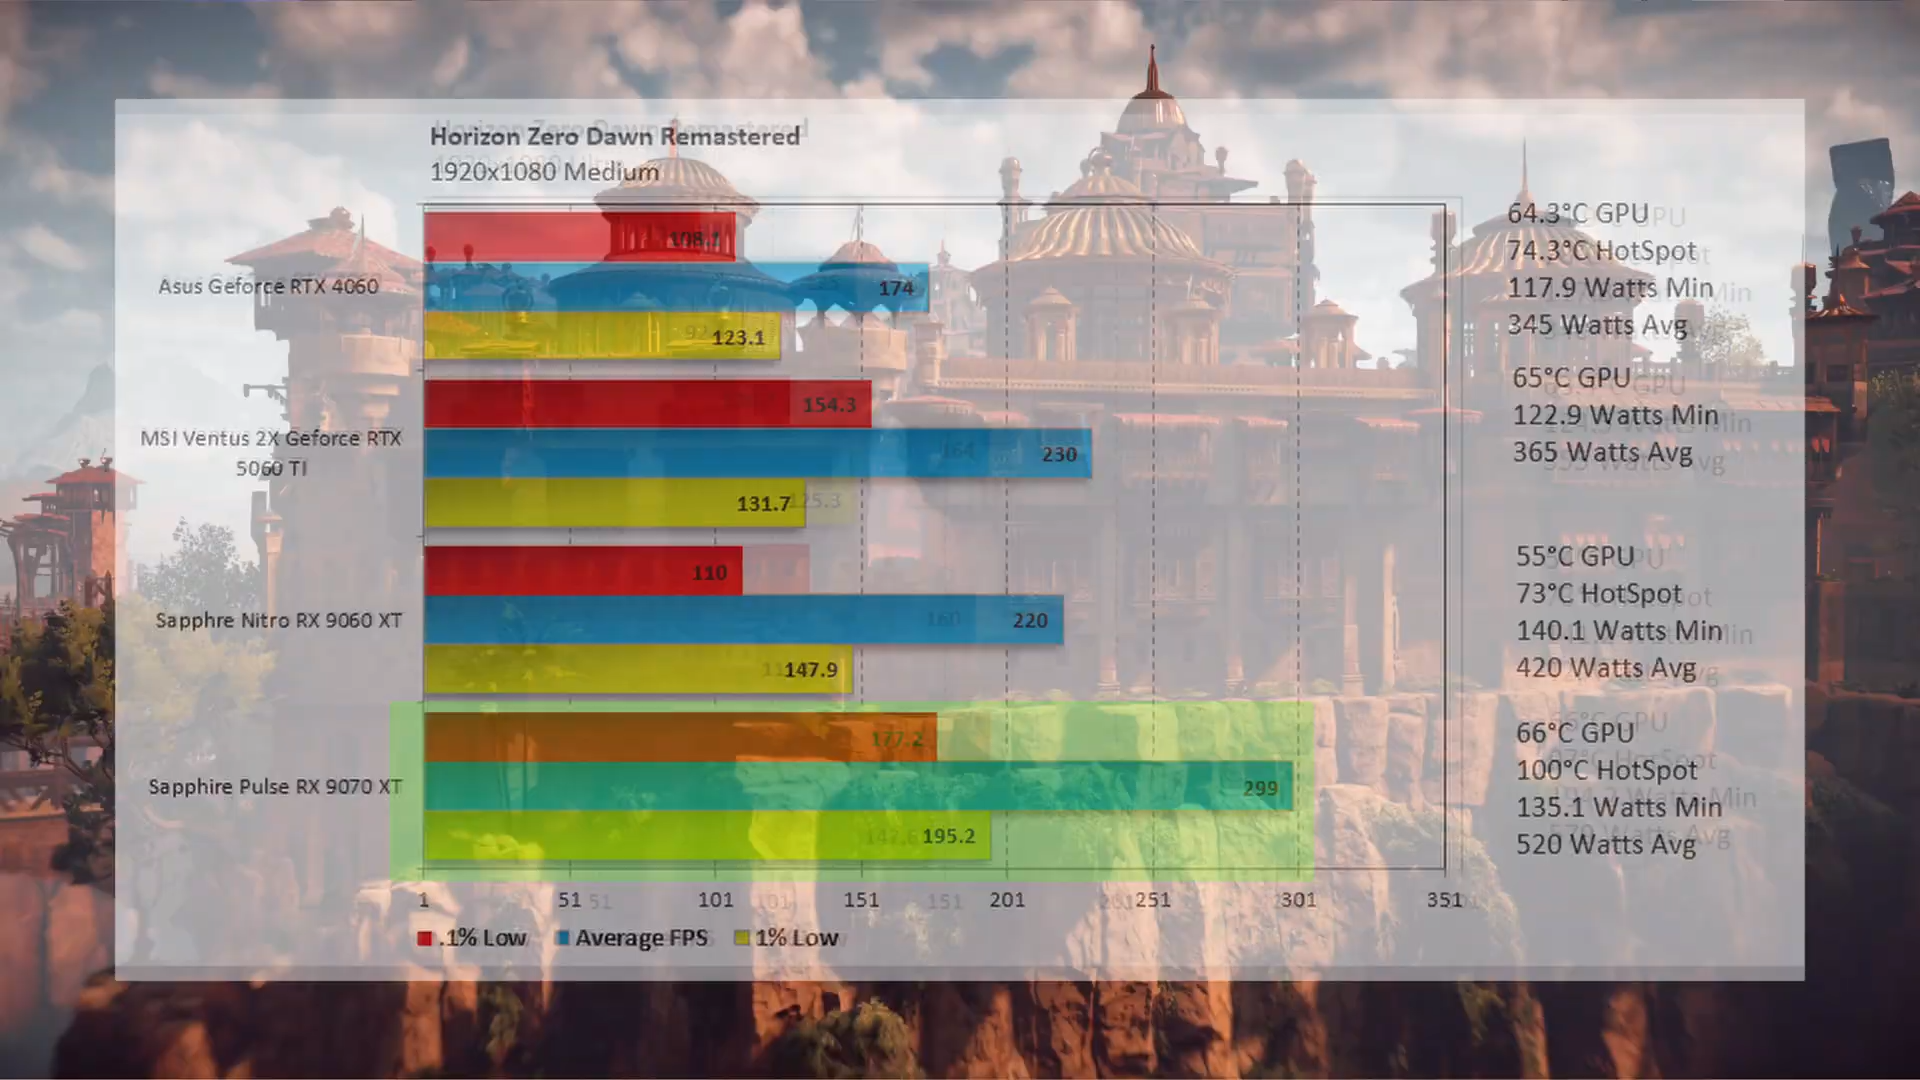 Horizon Zero Dawn Remastered
1920x1080 Medium
Asus Geforce RTX 4060
108.1
174
123.1
64.3°C GPU
74.3°C HotSpot
117.9 Watts Min
345 Watts Avg
MSI Ventus 2X Geforce RTX
5060 TI
154.3
230
131.7
65°C GPU
122.9 Watts Min
365 Watts Avg
Sapphre Nitro RX 9060 XT
110
220
147.9
55°C GPU
73°C HotSpot
140.1 Watts Min
420 Watts Avg
Sapphire Pulse RX 9070 XT
177.2
299
195.2
66°C GPU
100°C HotSpot
135.1 Watts Min
520 Watts Avg
1 51 101 151 201 251 301 351
.1% Low Average FPS 1% Low